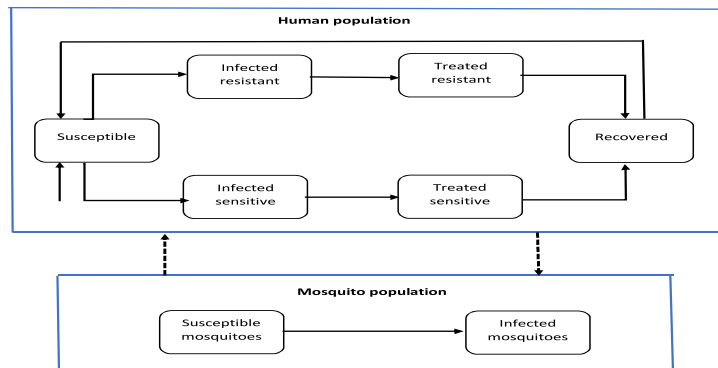 Human population
Infected
resistant
Treated
resistant
Susceptible
Recovered
Infected
sensitive
Treated
sensitive
Mosquito population
Susceptible
mosquitoes
Infected
mosquitoes